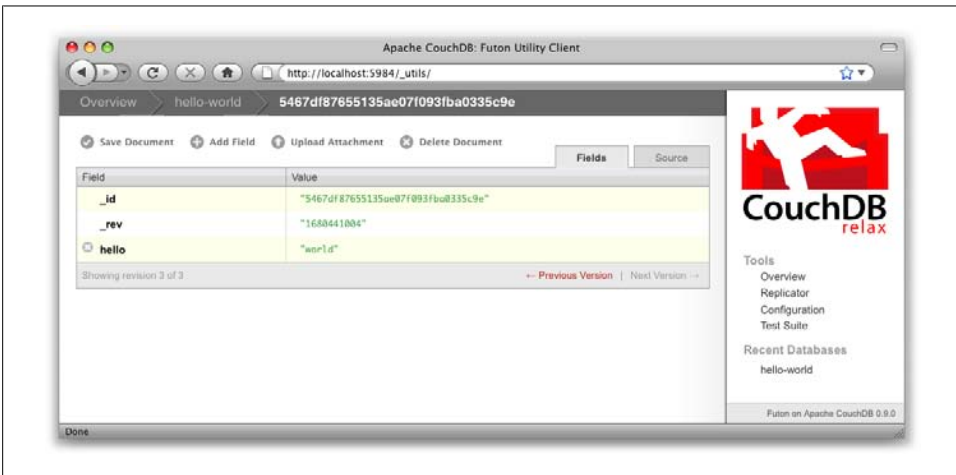 Apache CouchDB: Futon Utility Client
http://localhost:5984/_utils/
Overview hello-world 5467df87655135ae07f093fba0335c9e
Save Document Add Field Upload Attachment Delete Document
Fields Source
Field Value
_id "5467df87655135ae07f093fba0335c9e"
_rev "1680441004"
hello "world"
Showing revision 3 of 3 ← Previous Version | Next Version →
CouchDB
relax
Tools
Overview
Replicator
Configuration
Test Suite
Recent Databases
hello-world
Futon on Apache CouchDB 0.9.0
Done